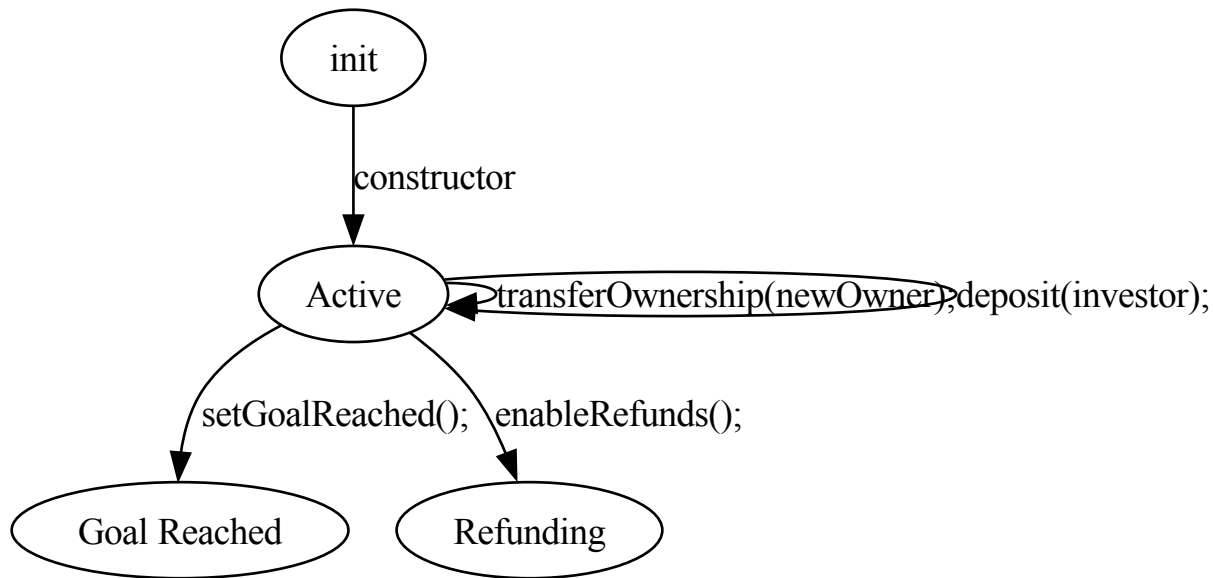 init
constructor
Active
transferOwnership(newOwner);
deposit(investor);
setGoalReached();
enableRefunds();
Goal Reached
Refunding